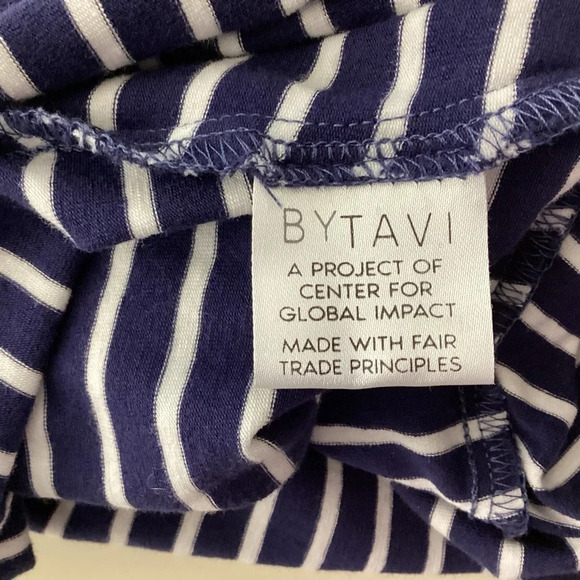 BYTAVI
A PROJECT OF
CENTER FOR
GLOBAL IMPACT
MADE WITH FAIR
TRADE PRINCIPLES